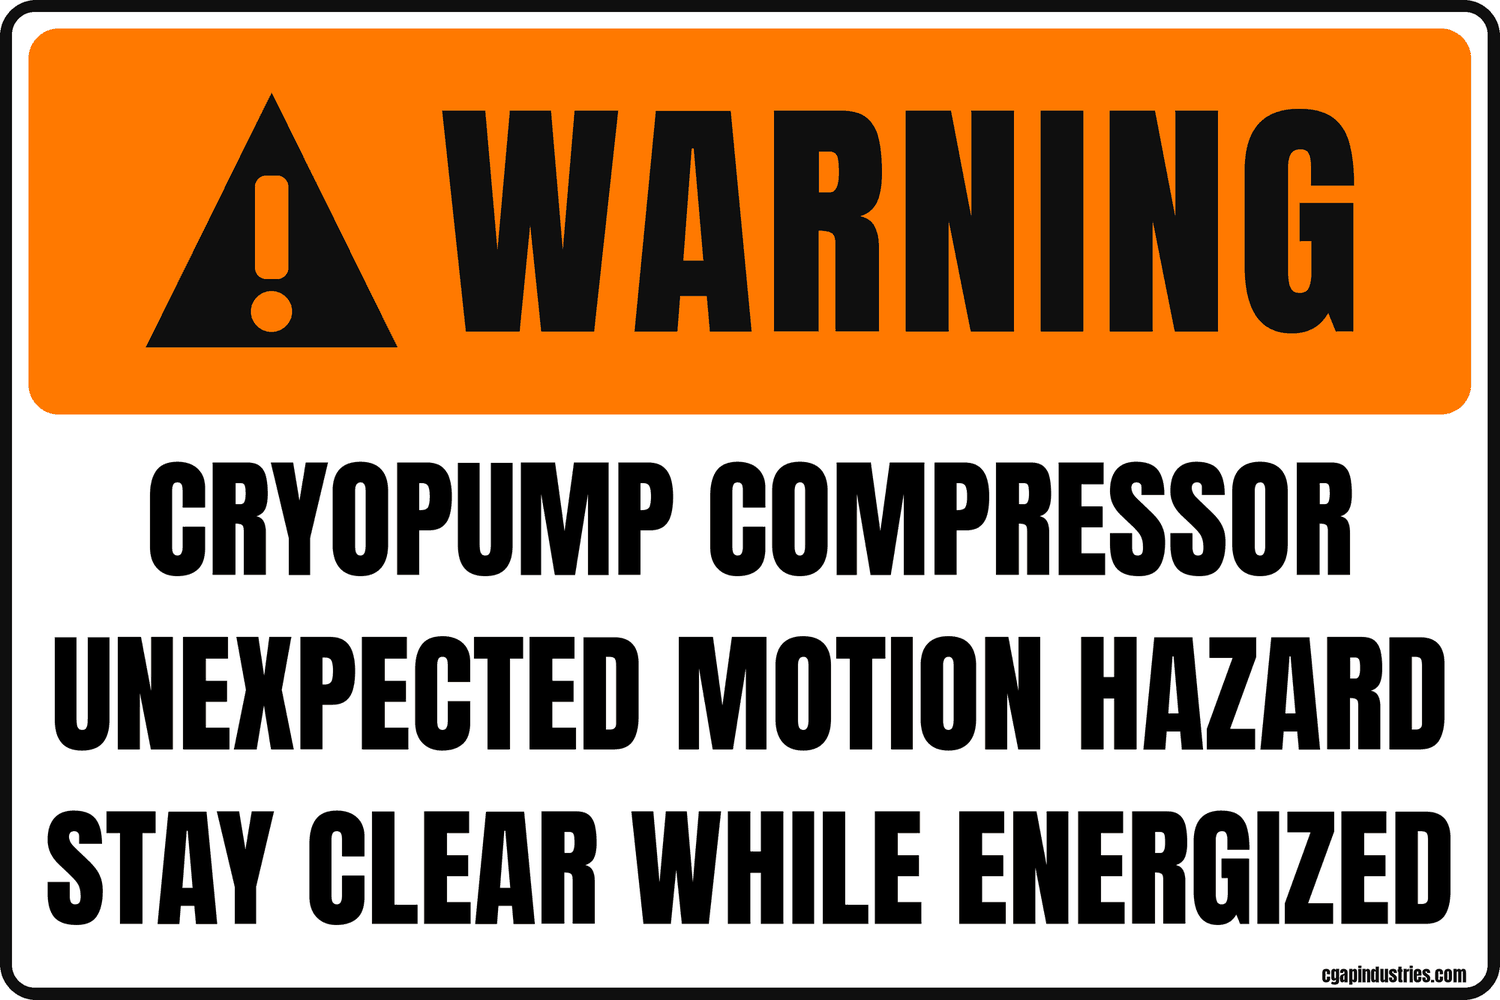 WARNING
CRYOPUMP COMPRESSOR
UNEXPECTED MOTION HAZARD
STAY CLEAR WHILE ENERGIZED
cgapindustries.com